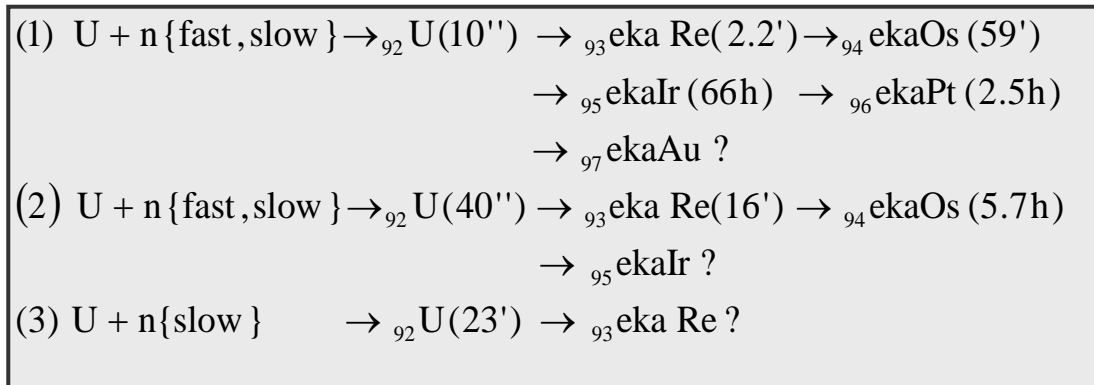 (1) U + n{fast,slow} → ₉₂U(10'') → ₉₃eka Re(2.2') → ₉₄ekaOs (59')
→ ₉₅ekaIr (66h) → ₉₆ekaPt (2.5h)
→ ₉₇ekaAu ?
(2) U + n{fast,slow} → ₉₂U(40'') → ₉₃eka Re(16') → ₉₄ekaOs (5.7h)
→ ₉₅ekaIr ?
(3) U + n{slow} → ₉₂U(23') → ₉₃eka Re ?